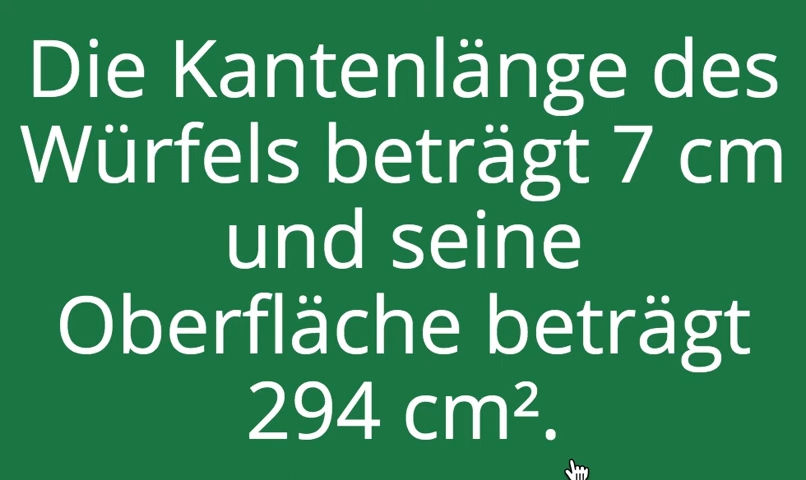 Die Kantenlänge des
Würfels beträgt 7 cm
und seine
Oberfläche beträgt
294 cm².